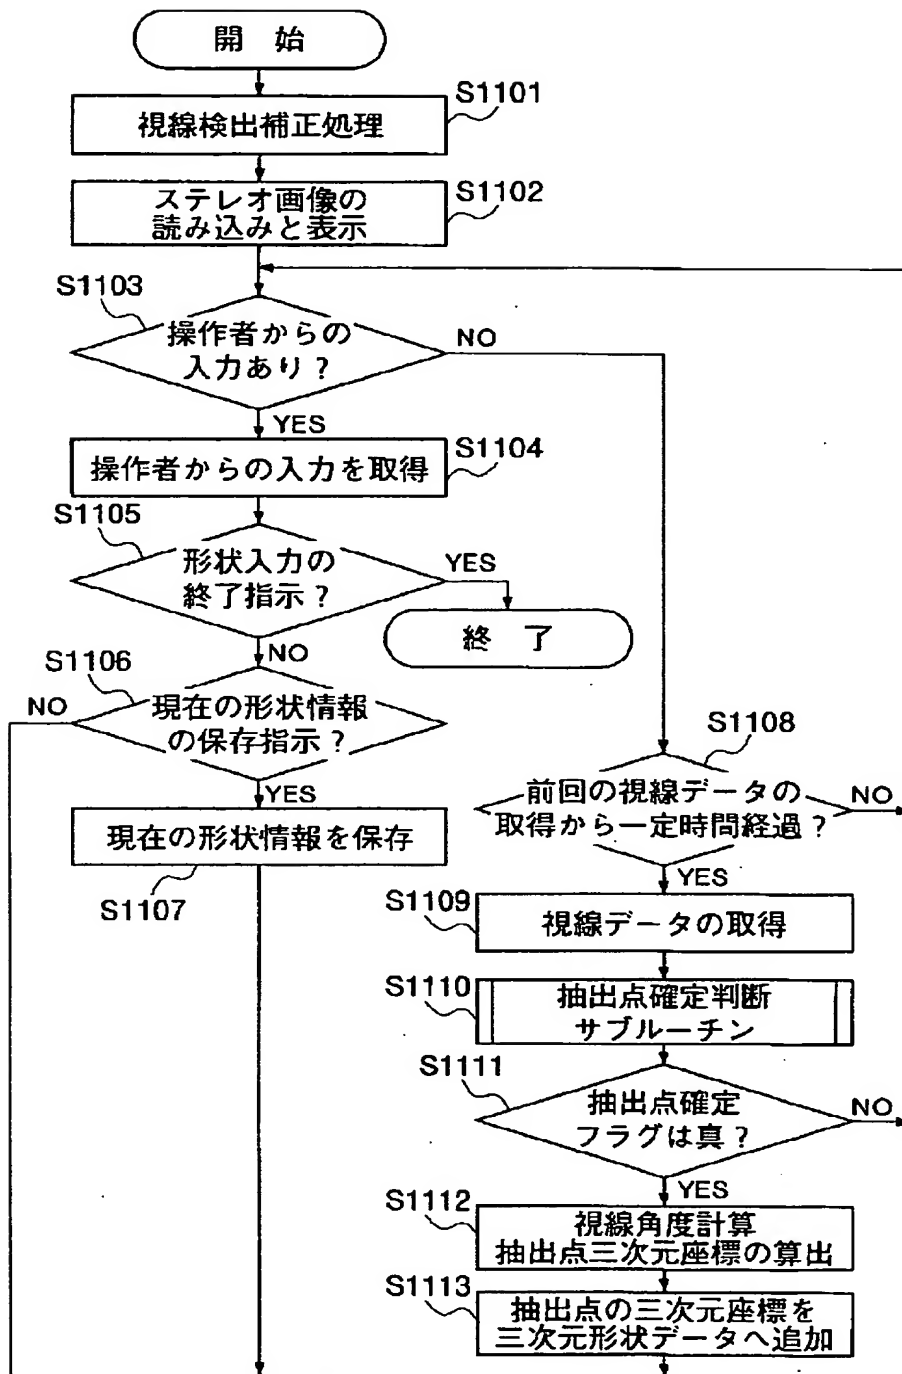 開始
S1101
視線検出補正処理
S1102
ステレオ画像の
読み込みと表示
S1103
操作者からの
入力あり?
NO
YES
S1104
操作者からの入力を取得
S1105
形状入力の
終了指示?
YES
終了
NO
S1106
現在の形状情報
の保存指示?
NO
YES
現在の形状情報を保存
S1107
S1108
前回の視線データの
取得から一定時間経過?
NO
YES
S1109
視線データの取得
S1110
抽出点確定判断
サブルーチン
S1111
抽出点確定
フラグは真?
NO
YES
S1112
視線角度計算
抽出点三次元座標の算出
S1113
抽出点の三次元座標を
三次元形状データへ追加